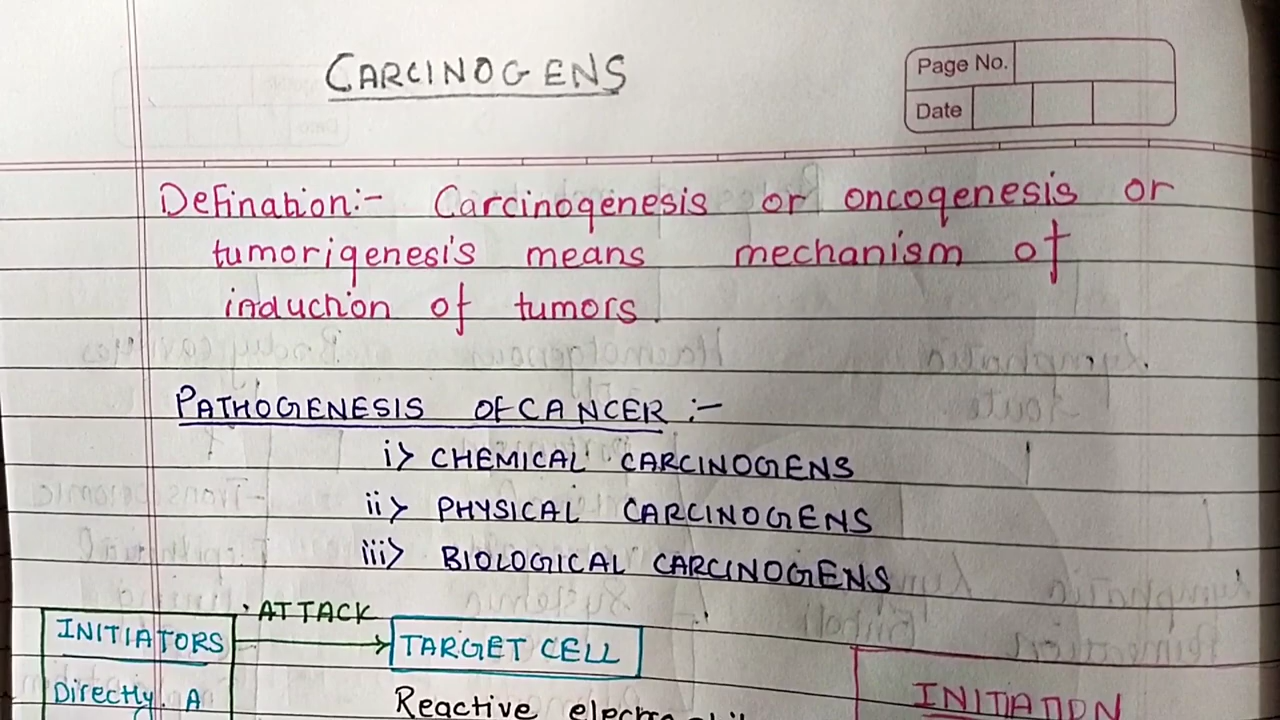 CARCINOGENS
Page No.
Date
Defination:- Carcinogenesis or oncogenesis or
tumorigenesis means mechanism of
induction of tumors.
PATHOGENESIS OF CANCER :-
i> CHEMICAL CARCINOGENS
ii> PHYSICAL CARCINOGENS
iii> BIOLOGICAL CARCINOGENS
ATTACK
INITIATORS
TARGET CELL
Directly. A
Reactive
INITIATION